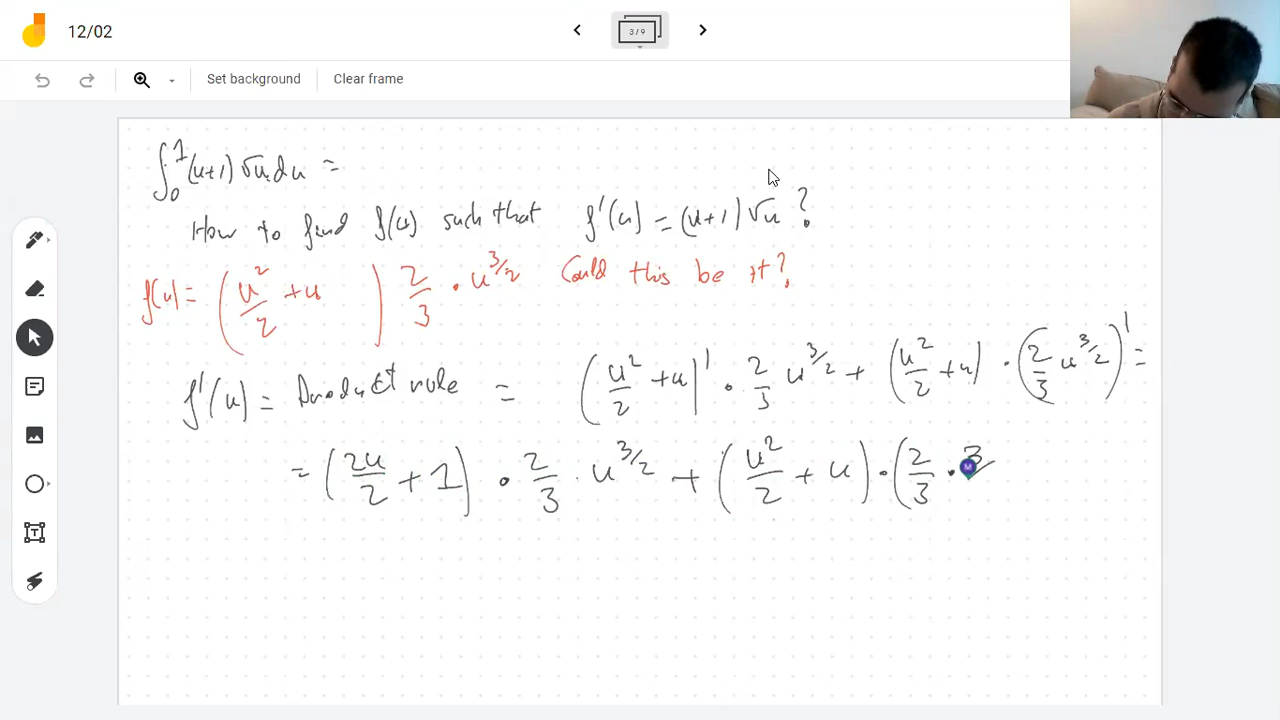 12/02
3/9
Set background
Clear frame
∫₀¹ (u+1) √u du =
How to find f(u) such that f'(u) = (u+1) √u ?
f(u) = (u²/2 + u) 2/3 · u^(3/2) Could this be it?
f'(u) = Product rule = (u²/2 + u)' · 2/3 u^(3/2) + (u²/2 + u) · (2/3 u^(3/2))' =
= (2u/2 + 1) · 2/3 · u^(3/2) + (u²/2 + u) · (2/3 · 3/
M